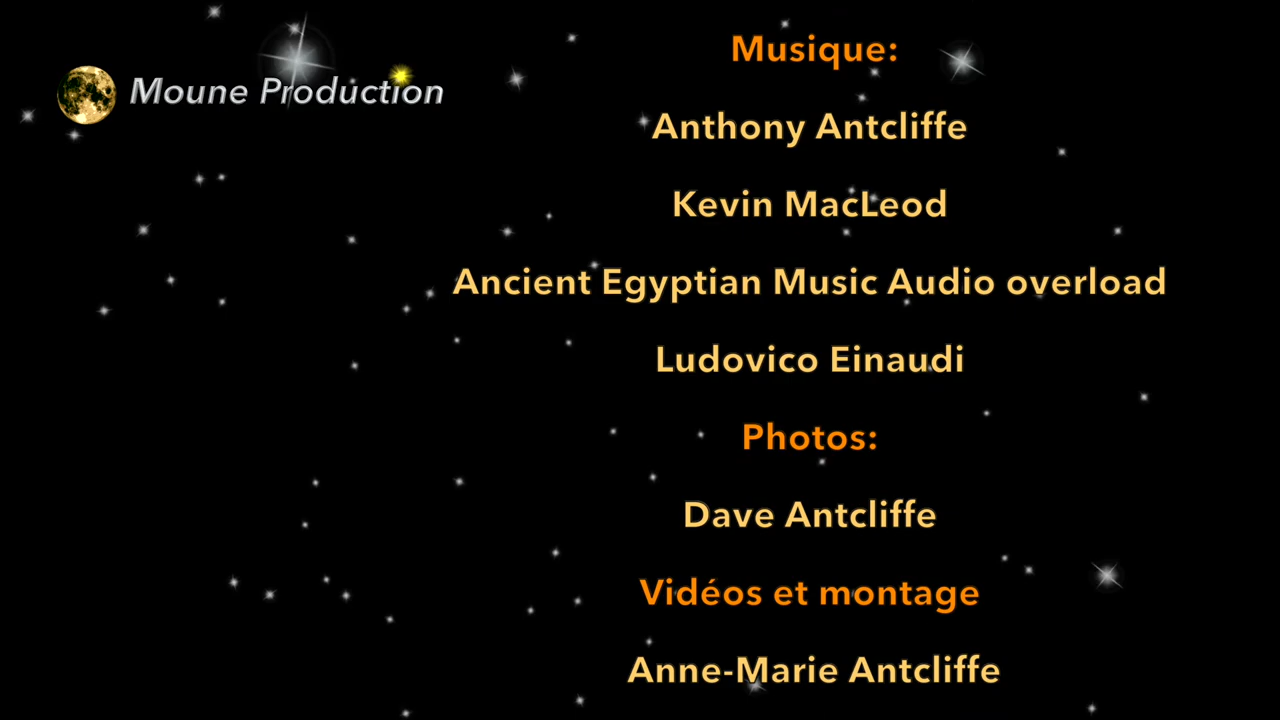 Moune Production
Musique:
Anthony Antcliffe
Kevin MacLeod
Ancient Egyptian Music Audio overload
Ludovico Einaudi
Photos:
Dave Antcliffe
Vidéos et montage
Anne-Marie Antcliffe